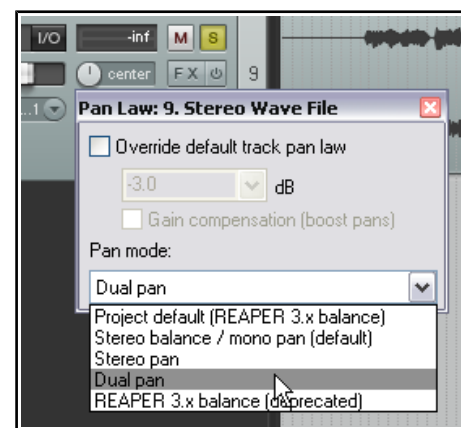 I/O -inf M S
center FX 9
...1
Pan Law: 9. Stereo Wave File
Override default track pan law
-3.0 dB
Gain compensation (boost pans)
Pan mode:
Dual pan
Project default (REAPER 3.x balance)
Stereo balance / mono pan (default)
Stereo pan
Dual pan
REAPER 3.x balance (deprecated)